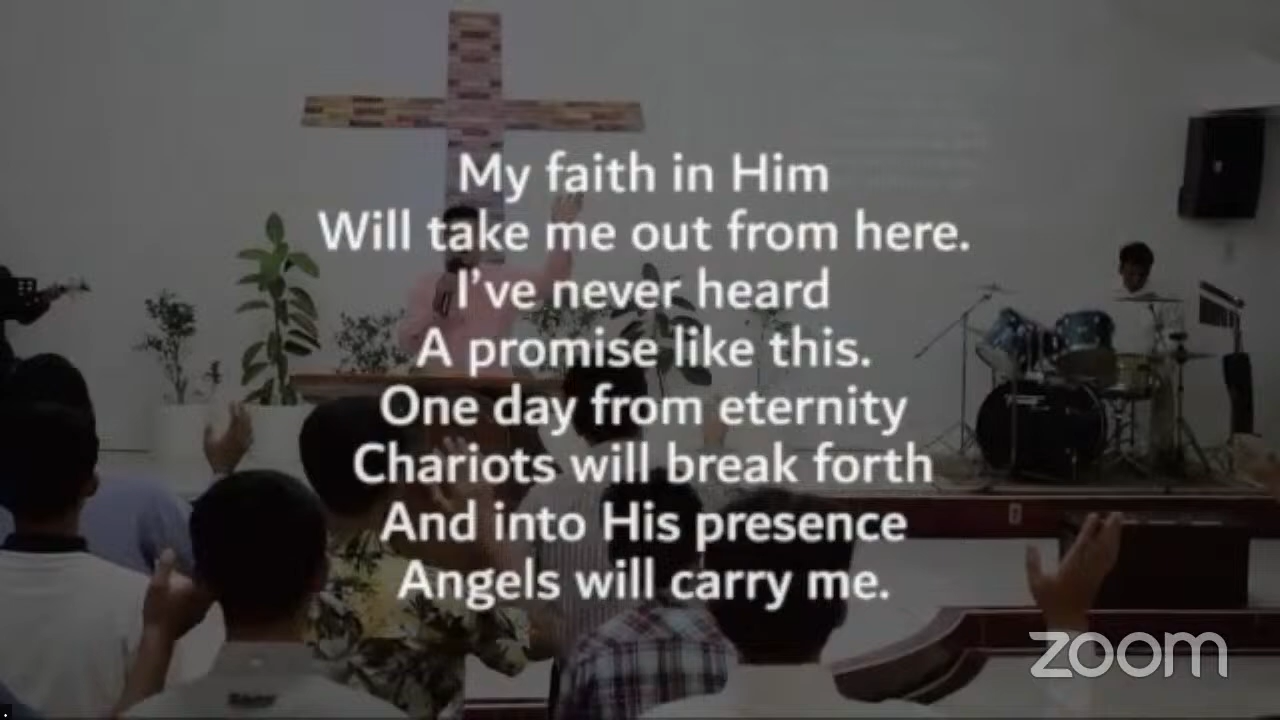 My faith in Him
Will take me out from here.
I've never heard
A promise like this.
One day from eternity
Chariots will break forth
And into His presence
Angels will carry me.
zoom